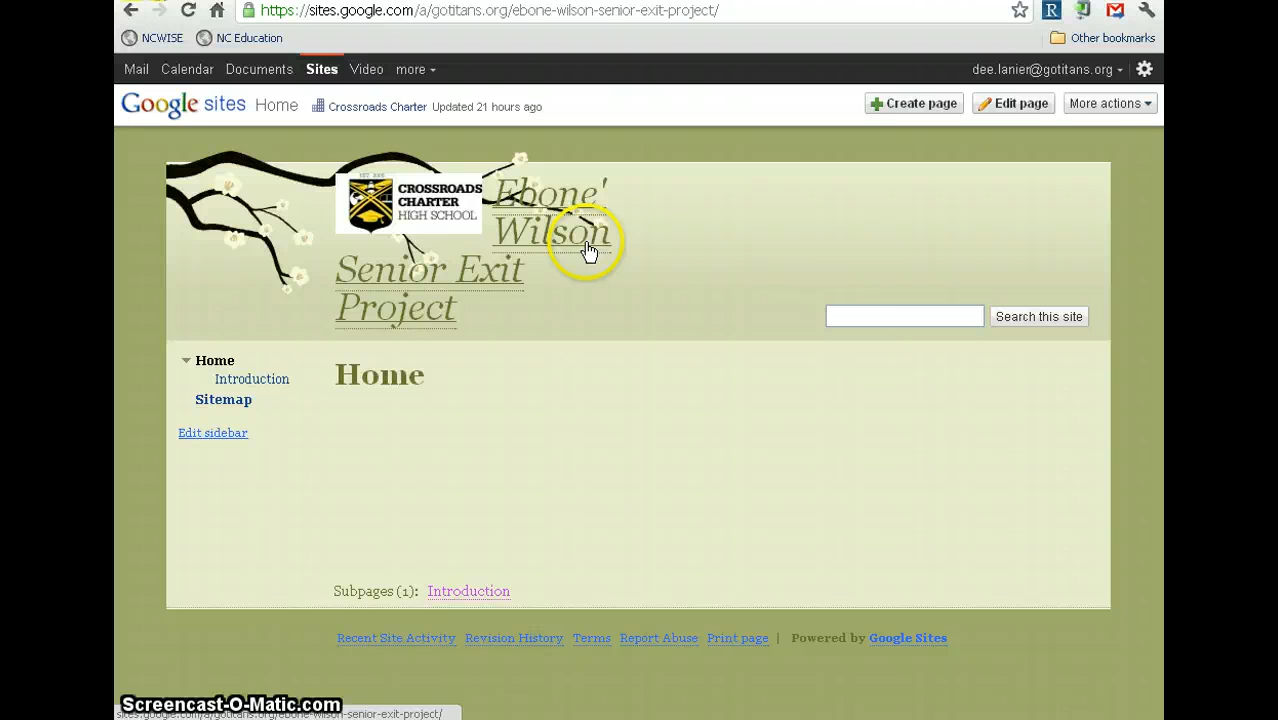 https://sites.google.com/a/gotitans.org/ebone-wilson-senior-exit-project/
NCWISE NC Education Other bookmarks
Mail Calendar Documents Sites Video more dee.lanier@gotitans.org
Google sites Home Crossroads Charter Updated 21 hours ago Create page Edit page More actions
CROSSROADS
CHARTER
HIGH SCHOOL
Ebone'
Wilson
Senior Exit
Project
Search this site
Home
Introduction
Sitemap
Edit sidebar
Home
Subpages (1): Introduction
Recent Site Activity Revision History Terms Report Abuse Print page | Powered by Google Sites
Screencast-O-Matic.com
sites.google.com/a/gotitans.org/ebone-wilson-senior-exit-project/